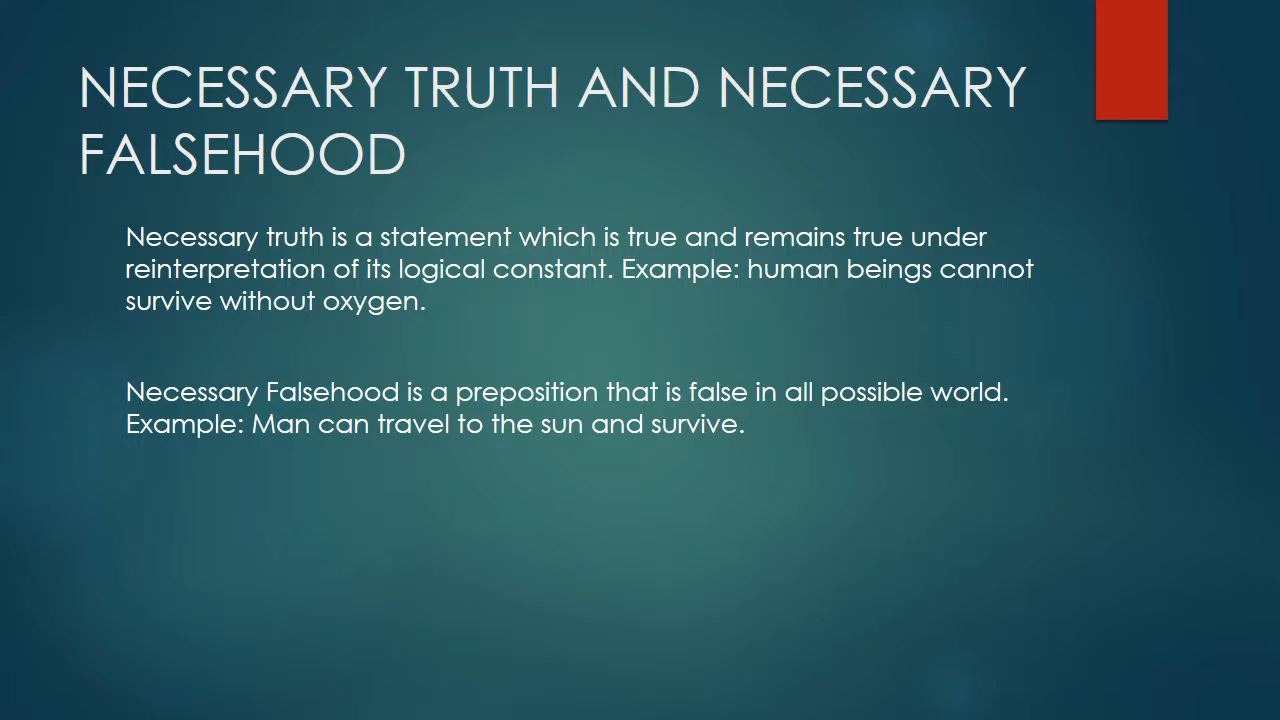 NECESSARY TRUTH AND NECESSARY
FALSEHOOD
Necessary truth is a statement which is true and remains true under
reinterpretation of its logical constant. Example: human beings cannot
survive without oxygen.
Necessary Falsehood is a preposition that is false in all possible world.
Example: Man can travel to the sun and survive.